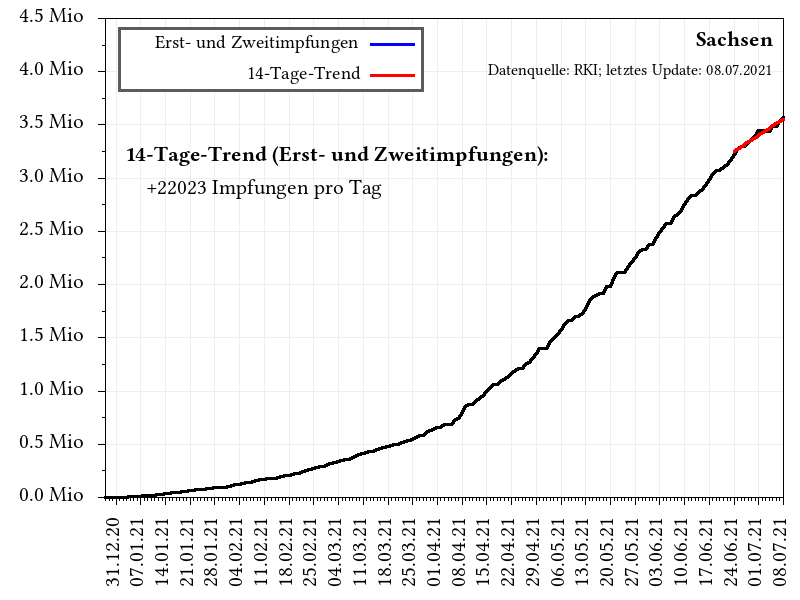 4.5 Mio
4.0 Mio
3.5 Mio
3.0 Mio
2.5 Mio
2.0 Mio
1.5 Mio
1.0 Mio
0.5 Mio
0.0 Mio
Erst- und Zweitimpfungen
14-Tage-Trend
Sachsen
Datenquelle: RKI; letztes Update: 08.07.2021
14-Tage-Trend (Erst- und Zweitimpfungen):
+22023 Impfungen pro Tag
31.12.20
07.01.21
14.01.21
21.01.21
28.01.21
04.02.21
11.02.21
18.02.21
25.02.21
04.03.21
11.03.21
18.03.21
25.03.21
01.04.21
08.04.21
15.04.21
22.04.21
29.04.21
06.05.21
13.05.21
20.05.21
27.05.21
03.06.21
10.06.21
17.06.21
24.06.21
01.07.21
08.07.21